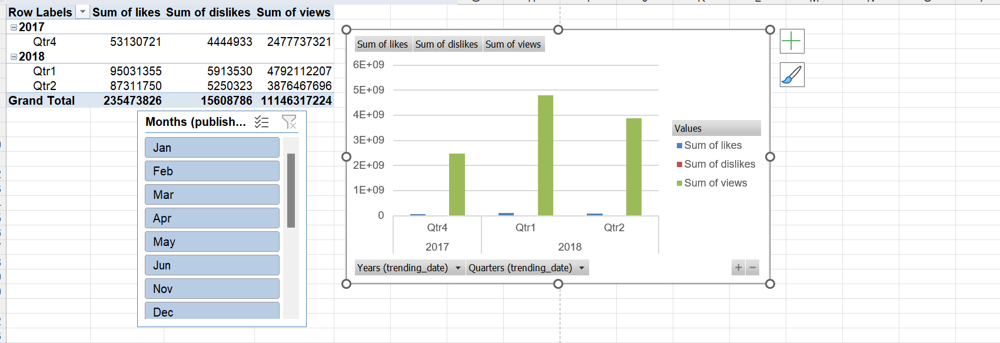 Row Labels Sum of likes Sum of dislikes Sum of views
2017
Qtr4 53130721 4444933 2477737321
2018
Qtr1 95031355 5913530 4792112207
Qtr2 87311750 5250323 3876467696
Grand Total 235473826 15608786 11146317224
Months (publish...
Jan
Feb
Mar
Apr
May
Jun
Nov
Dec
Sum of likes Sum of dislikes Sum of views
6E+09
5E+09
4E+09
3E+09
2E+09
1E+09
0
Qtr4 Qtr1 Qtr2
2017 2018
Values
Sum of likes
Sum of dislikes
Sum of views
Years (trending_date) Quarters (trending_date)